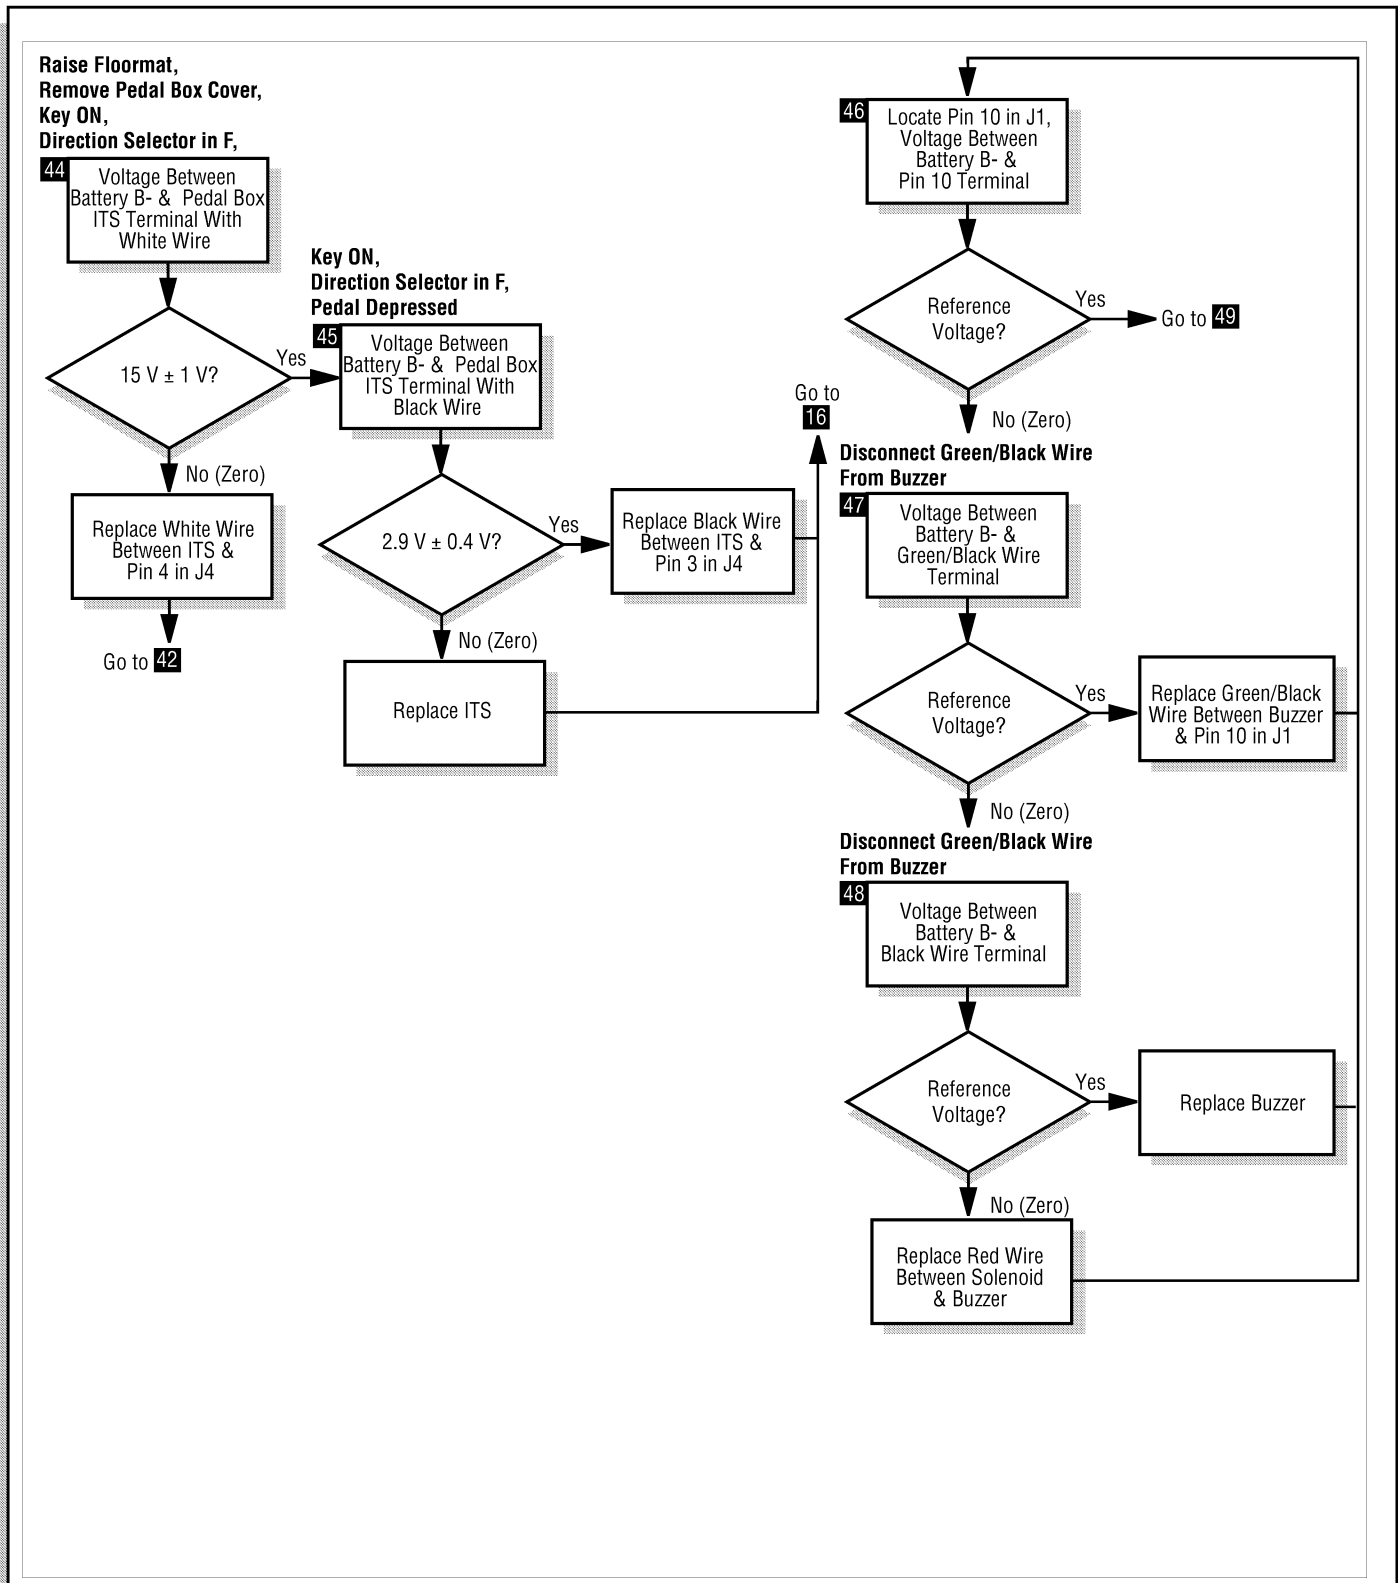 Raise Floormat,
Remove Pedal Box Cover,
Key ON,
Direction Selector in F,
44
Voltage Between
Battery B- & Pedal Box
ITS Terminal With
White Wire
15 V ± 1 V?
Yes
No (Zero)
Replace White Wire
Between ITS &
Pin 4 in J4
Go to 42
Key ON,
Direction Selector in F,
Pedal Depressed
45
Voltage Between
Battery B- & Pedal Box
ITS Terminal With
Black Wire
2.9 V ± 0.4 V?
Yes
Replace Black Wire
Between ITS &
Pin 3 in J4
No (Zero)
Replace ITS
Go to
16
46
Locate Pin 10 in J1,
Voltage Between
Battery B- &
Pin 10 Terminal
Reference
Voltage?
Yes
Go to 49
No (Zero)
Disconnect Green/Black Wire
From Buzzer
47
Voltage Between
Battery B- &
Green/Black Wire
Terminal
Reference
Voltage?
Yes
Replace Green/Black
Wire Between Buzzer
& Pin 10 in J1
No (Zero)
Disconnect Green/Black Wire
From Buzzer
48
Voltage Between
Battery B- &
Black Wire Terminal
Reference
Voltage?
Yes
Replace Buzzer
No (Zero)
Replace Red Wire
Between Solenoid
& Buzzer